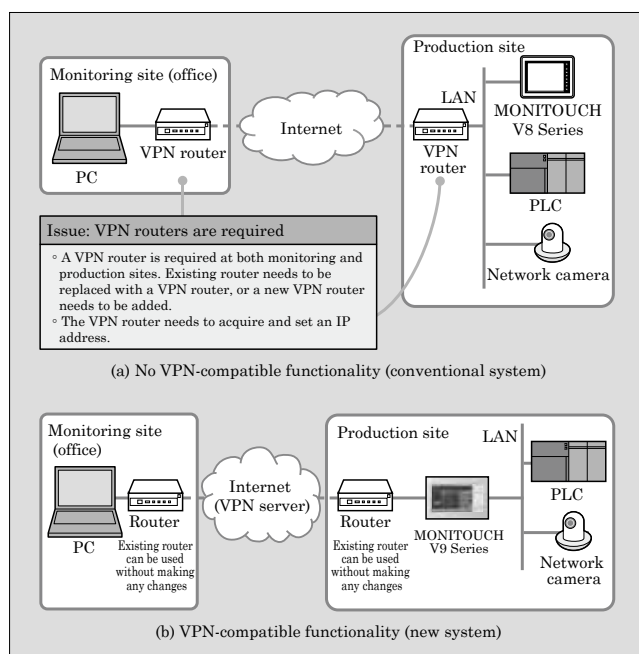 Monitoring site (office)
PC
VPN router
Internet
Production site
LAN
VPN
router
MONITOUCH
V8 Series
PLC
Network camera
Issue: VPN routers are required
◦ A VPN router is required at both monitoring and
production sites. Existing router needs to be
replaced with a VPN router, or a new VPN router
needs to be added.
◦ The VPN router needs to acquire and set an IP
address.
(a) No VPN-compatible functionality (conventional system)
Monitoring site
(office)
PC
Router
Existing router
can be used
without making
any changes
Internet
(VPN server)
Production site
Router
Existing router
can be used
without making
any changes
MONITOUCH
V9 Series
LAN
PLC
Network
camera
(b) VPN-compatible functionality (new system)